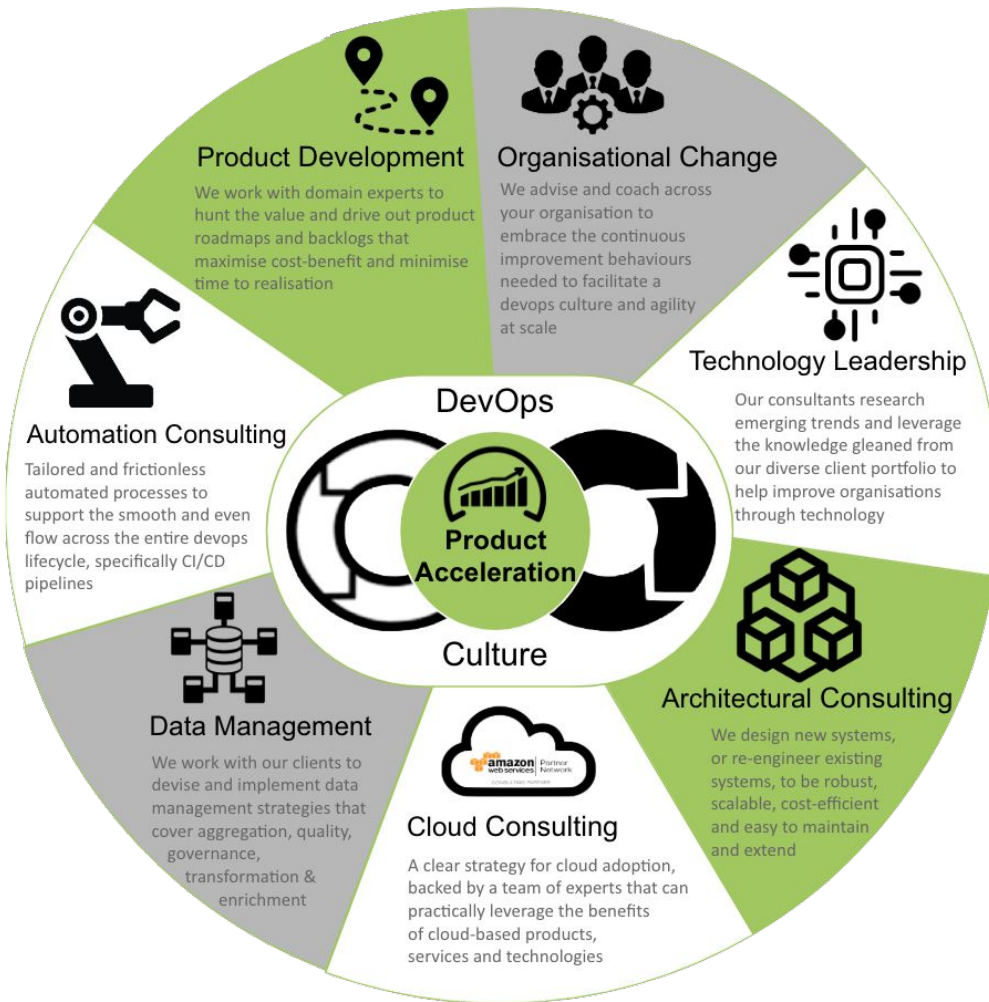 Product Development
We work with domain experts to
hunt the value and drive out product
roadmaps and backlogs that
maximise cost-benefit and minimise
time to realisation
Organisational Change
We advise and coach across
your organisation to
embrace the continuous
improvement behaviours
needed to facilitate a
devops culture and agility
at scale
Technology Leadership
Our consultants research
emerging trends and leverage
the knowledge gleaned from
our diverse client portfolio to
help improve organisations
through technology
Automation Consulting
Tailored and frictionless
automated processes to
support the smooth and even
flow across the entire devops
lifecycle, specifically CI/CD
pipelines
DevOps
Product
Acceleration
Culture
Architectural Consulting
We design new systems,
or re-engineer existing
systems, to be robust,
scalable, cost-efficient
and easy to maintain
and extend
Data Management
We work with our clients to
devise and implement data
management strategies that
cover aggregation, quality,
governance,
transformation &
enrichment
amazon
web services
Partner
Network
Cloud Consulting
A clear strategy for cloud adoption,
backed by a team of experts that can
practically leverage the benefits
of cloud-based products,
services and technologies